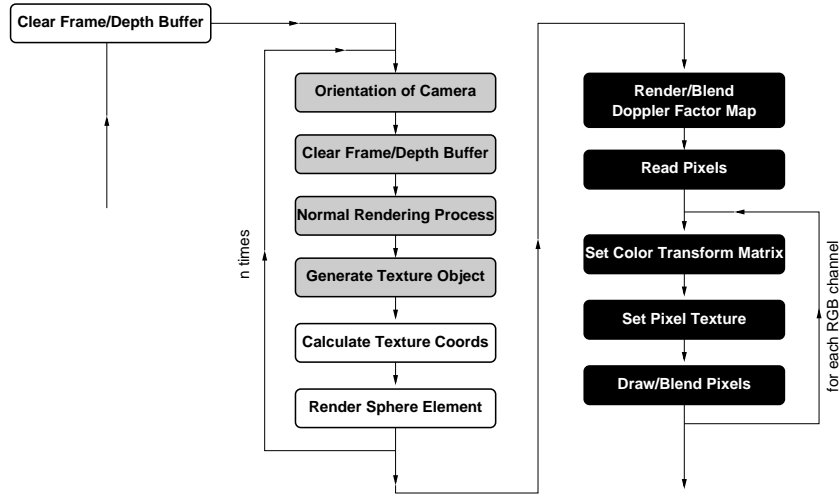 Clear Frame/Depth Buffer
Orientation of Camera
Clear Frame/Depth Buffer
Normal Rendering Process
Generate Texture Object
Calculate Texture Coords
Render Sphere Element
n times
Render/Blend
Doppler Factor Map
Read Pixels
Set Color Transform Matrix
Set Pixel Texture
Draw/Blend Pixels
for each RGB channel